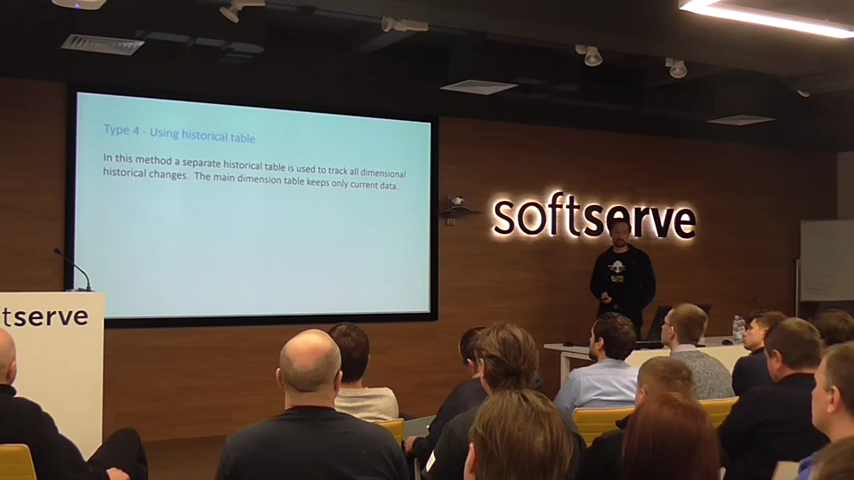 Type 4 - Using historical table
In this method a separate historical table is used to track all dimensional
historical changes. The main dimension table keeps only current data.
softserve
tserve